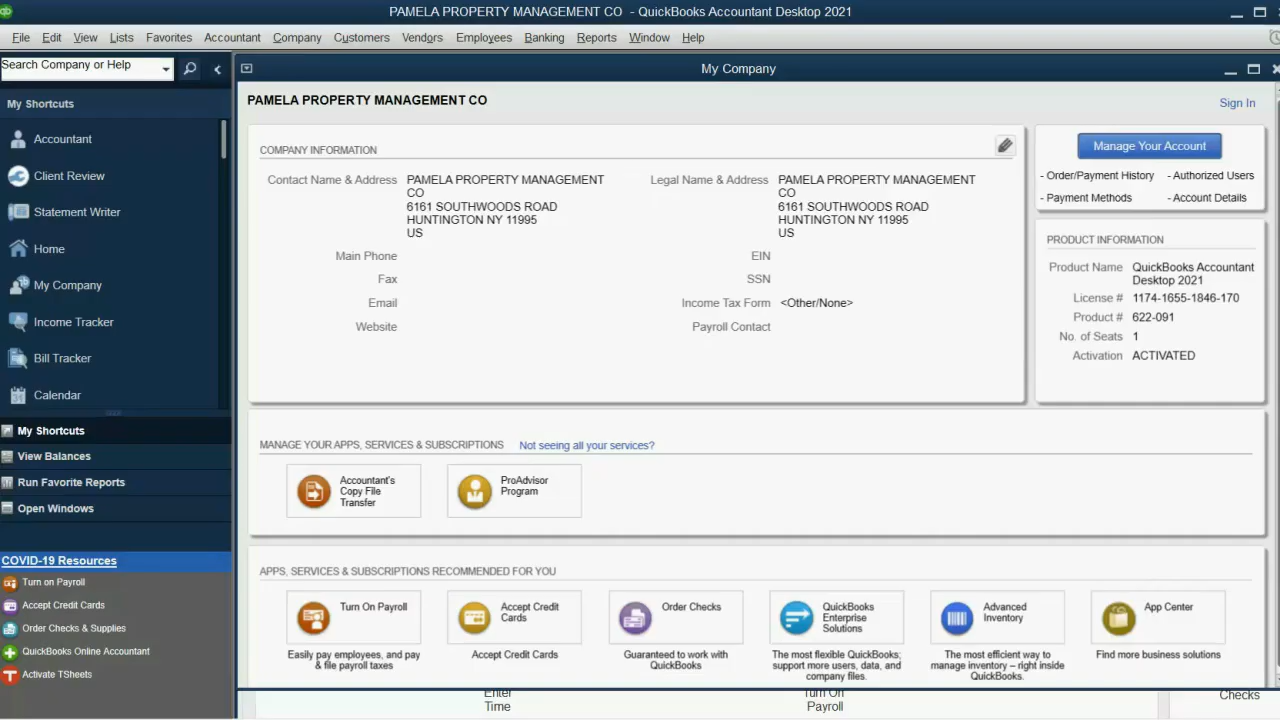 PAMELA PROPERTY MANAGEMENT CO - QuickBooks Accountant Desktop 2021
File Edit View Lists Favorites Accountant Company Customers Vendors Employees Banking Reports Window Help
Search Company or Help
My Company
My Shortcuts
Accountant
Client Review
Statement Writer
Home
My Company
Income Tracker
Bill Tracker
Calendar
My Shortcuts
View Balances
Run Favorite Reports
Open Windows
COVID-19 Resources
Turn on Payroll
Accept Credit Cards
Order Checks & Supplies
QuickBooks Online Accountant
Activate TSheets
PAMELA PROPERTY MANAGEMENT CO
Sign In
COMPANY INFORMATION
Contact Name & Address
PAMELA PROPERTY MANAGEMENT
CO
6161 SOUTHWOODS ROAD
HUNTINGTON NY 11995
US
Main Phone
Fax
Email
Website
Legal Name & Address
PAMELA PROPERTY MANAGEMENT
CO
6161 SOUTHWOODS ROAD
HUNTINGTON NY 11995
US
EIN
SSN
Income Tax Form <Other/None>
Payroll Contact
Manage Your Account
- Order/Payment History - Authorized Users
- Payment Methods - Account Details
PRODUCT INFORMATION
Product Name QuickBooks Accountant
Desktop 2021
License # 1174-1655-1846-170
Product # 622-091
No. of Seats 1
Activation ACTIVATED
MANAGE YOUR APPS, SERVICES & SUBSCRIPTIONS Not seeing all your services?
Accountant's
Copy File
Transfer
ProAdvisor
Program
APPS, SERVICES & SUBSCRIPTIONS RECOMMENDED FOR YOU
Turn On Payroll
Easily pay employees, and pay
& file payroll taxes
Accept Credit
Cards
Accept Credit Cards
Order Checks
Guaranteed to work with
QuickBooks
QuickBooks
Enterprise
Solutions
The most flexible QuickBooks;
support more users, data, and
company files.
Advanced
Inventory
The most efficient way to
manage inventory – right inside
QuickBooks.
App Center
Find more business solutions
Enter
Time
Turn On
Payroll
Checks